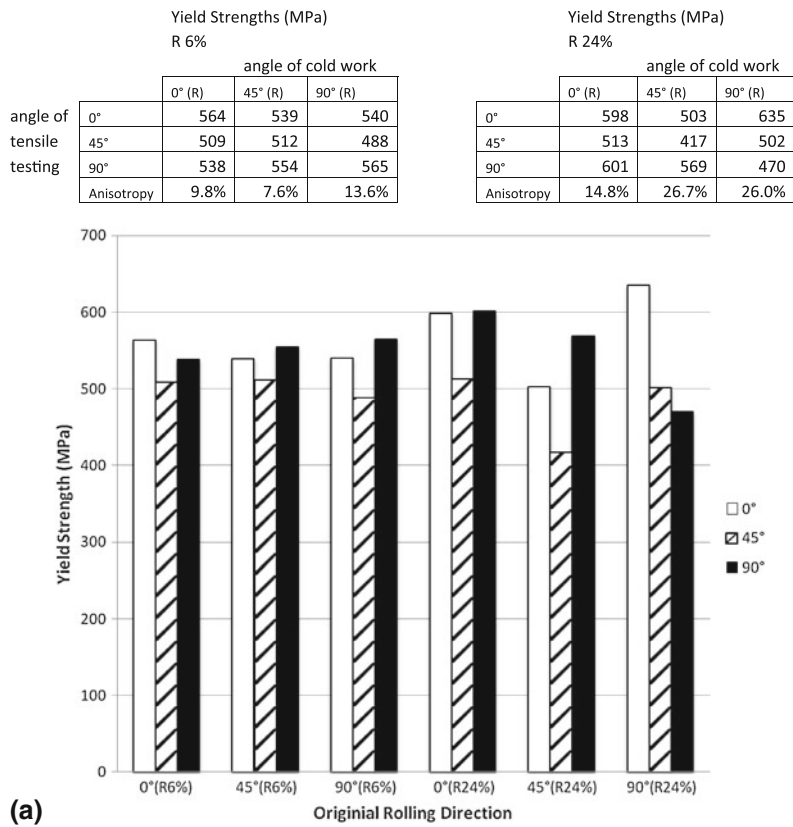 Yield Strengths (MPa)
R 6%
angle of cold work
0° (R) 45° (R) 90° (R)
angle of 0° 564 539 540
tensile 45° 509 512 488
testing 90° 538 554 565
Anisotropy 9.8% 7.6% 13.6%
Yield Strengths (MPa)
R 24%
angle of cold work
0° (R) 45° (R) 90° (R)
0° 598 503 635
45° 513 417 502
90° 601 569 470
Anisotropy 14.8% 26.7% 26.0%
Yield Strength (MPa)
700
600
500
400
300
200
100
0
0°(R6%) 45°(R6%) 90°(R6%) 0°(R24%) 45°(R24%) 90°(R24%)
Originial Rolling Direction
0°
45°
90°
(a)